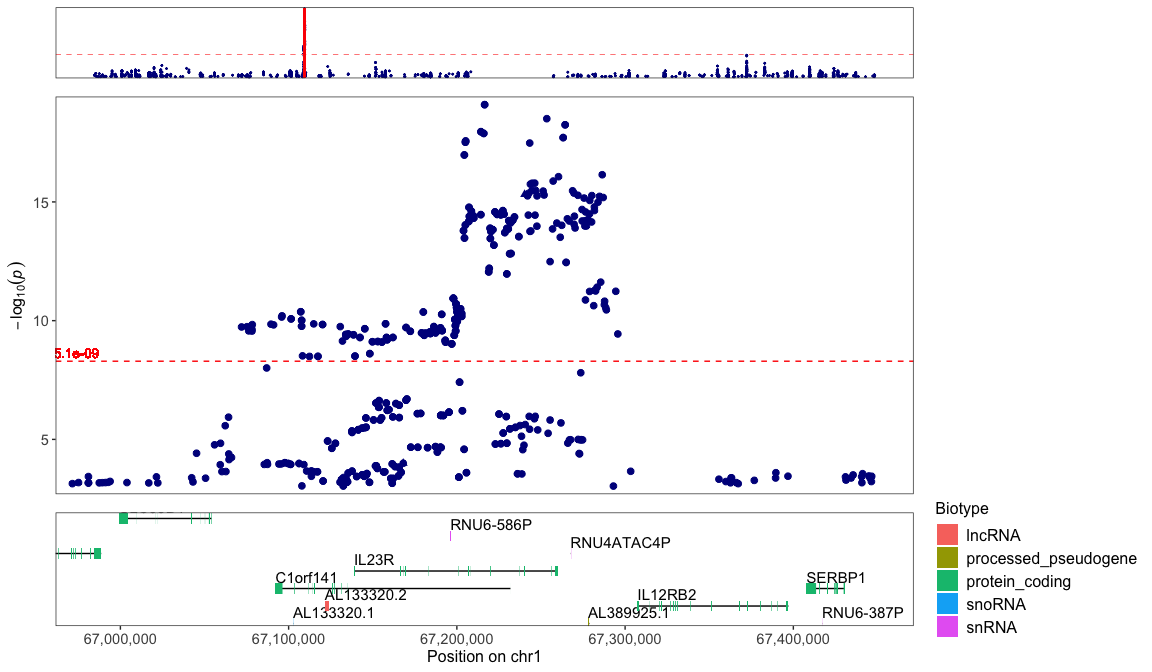 15
10
5
−log10(p)
5.1e-09
RNU6-586P
RNU4ATAC4P
IL23R
C1orf141
SERBP1
AL133320.2
IL12RB2
AL133320.1
AL389925.1
RNU6-387P
67,000,000
67,100,000
67,200,000
67,300,000
67,400,000
Position on chr1
Biotype
lncRNA
processed_pseudogene
protein_coding
snoRNA
snRNA